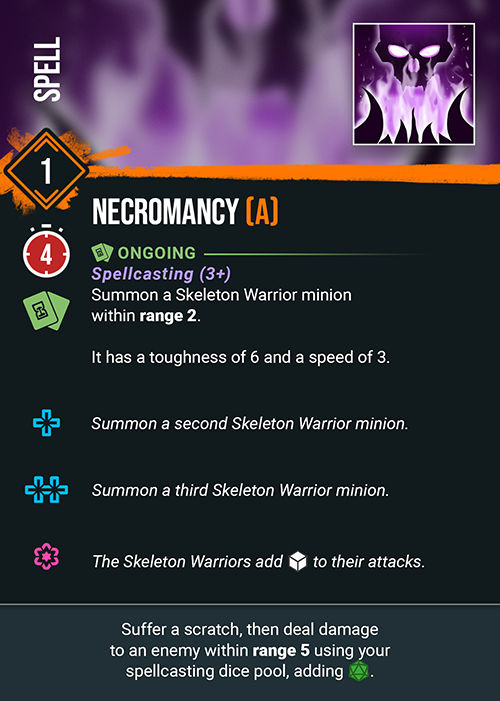 SPELL
1
NECROMANCY (A)
4
ONGOING
Spellcasting (3+)
Summon a Skeleton Warrior minion
within range 2.
It has a toughness of 6 and a speed of 3.
Summon a second Skeleton Warrior minion.
Summon a third Skeleton Warrior minion.
The Skeleton Warriors add to their attacks.
Suffer a scratch, then deal damage
to an enemy within range 5 using your
spellcasting dice pool, adding .